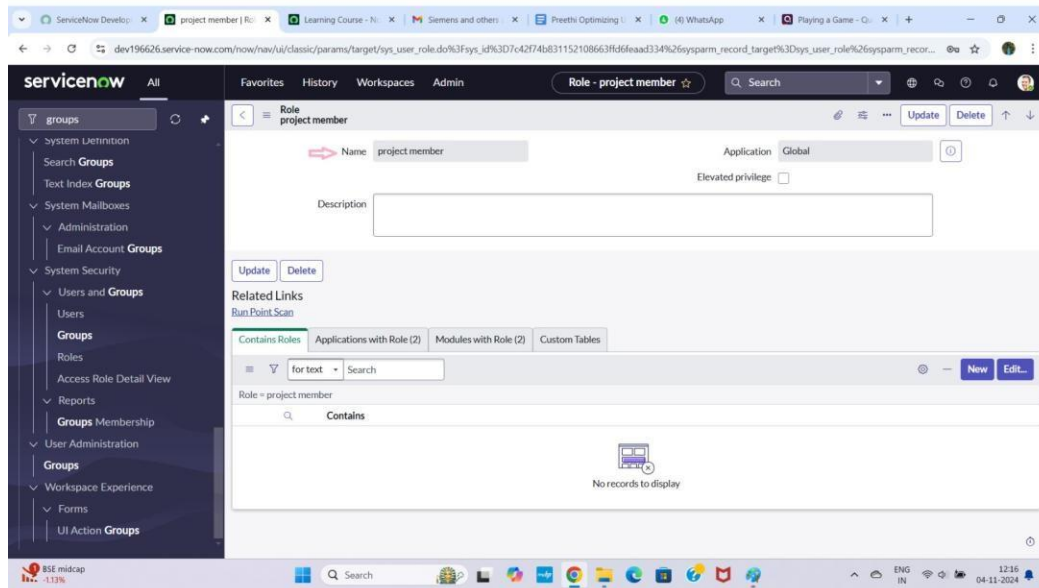 ServiceNow Develop
project member | Ro
Learning Course - N
Siemens and others
Preethi Optimizing U
(4) WhatsApp
Playing a Game - Qu
dev196626.service-now.com/now/nav/ui/classic/params/target/sys_user_role.do%3Fsys_id%3D7c42f74b831152108663ffd6feaad334%26sysparm_record_target%3Dsys_user_role%26sysparm_recor...
servicenow All Favorites History Workspaces Admin Role - project member Search
groups
Role
project member
Update Delete
System Definition
Search Groups
Text Index Groups
System Mailboxes
Administration
Email Account Groups
System Security
Users and Groups
Users
Groups
Roles
Access Role Detail View
Reports
Groups Membership
User Administration
Groups
Workspace Experience
Forms
UI Action Groups
Name project member
Application Global
Elevated privilege
Description
Update Delete
Related Links
Run Point Scan
Contains Roles Applications with Role (2) Modules with Role (2) Custom Tables
for text Search New Edit...
Role = project member
Contains
No records to display
BSE midcap
-1.13%
Search
ENG
IN
12:16
04-11-2024